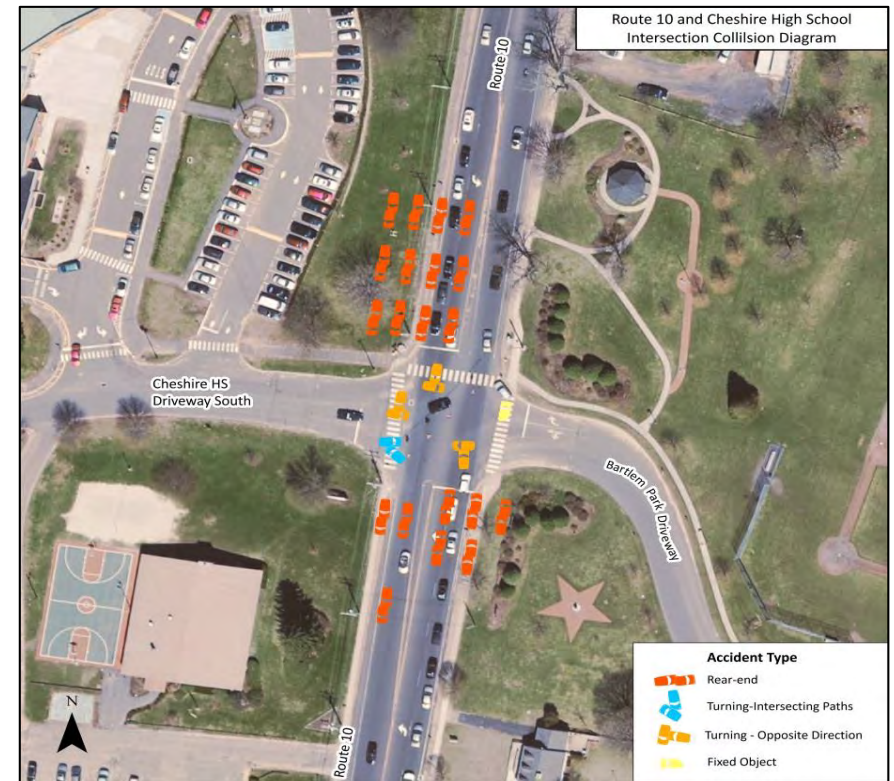 Route 10 and Cheshire High School
Intersection Collilsion Diagram
Route 10
Cheshire HS
Driveway South
Bartlem Park Driveway
Route 10
N
Accident Type
Rear-end
Turning-Intersecting Paths
Turning - Opposite Direction
Fixed Object